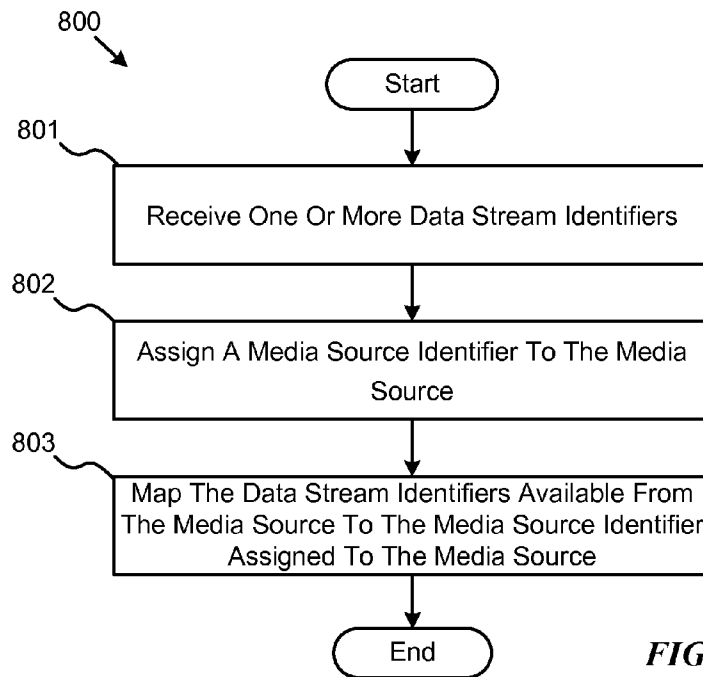 800
Start
801
Receive One Or More Data Stream Identifiers
802
Assign A Media Source Identifier To The Media
Source
803
Map The Data Stream Identifiers Available From
The Media Source To The Media Source Identifier
Assigned To The Media Source
End
FIG